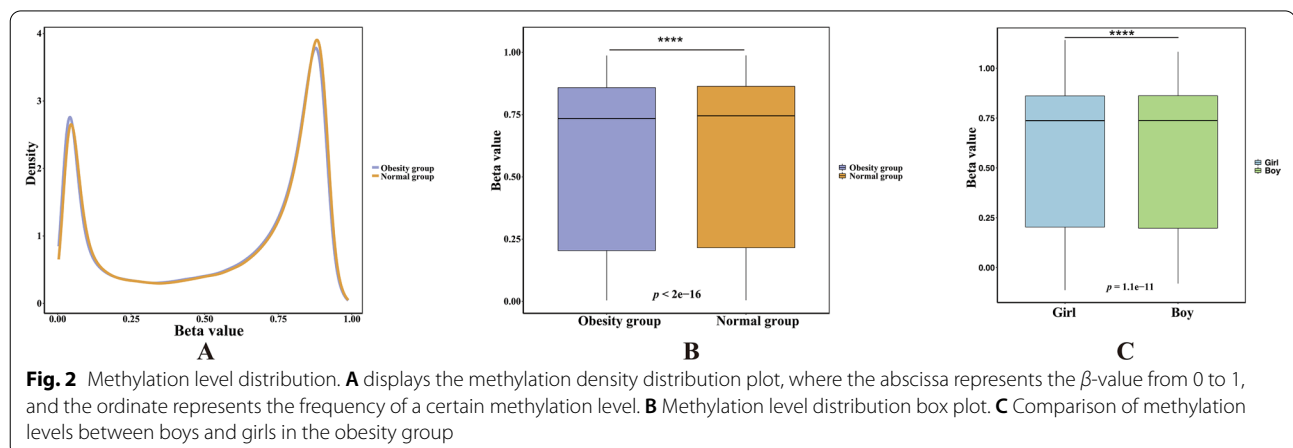 4
3
2
1
0
Density
0.00 0.25 0.50 0.75 1.00
Beta value
Obesity group
Normal group
A
****
1.00
0.75
0.50
0.25
0.00
Beta value
p < 2e−16
Obesity group Normal group
Obesity group
Normal group
B
****
1.00
0.75
0.50
0.25
0.00
Beta value
p = 1.1e−11
Girl Boy
Girl
Boy
C
Fig. 2 Methylation level distribution. A displays the methylation density distribution plot, where the abscissa represents the β-value from 0 to 1,
and the ordinate represents the frequency of a certain methylation level. B Methylation level distribution box plot. C Comparison of methylation
levels between boys and girls in the obesity group